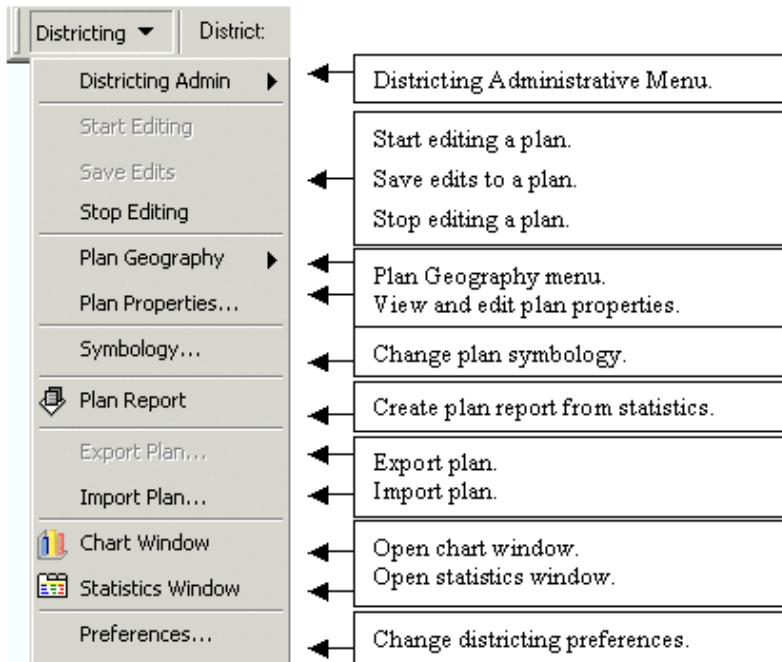 Districting District:
Districting Admin
Districting Administrative Menu.
Start Editing
Save Edits
Stop Editing
Start editing a plan.
Save edits to a plan.
Stop editing a plan.
Plan Geography
Plan Properties...
Plan Geography menu.
View and edit plan properties.
Symbology...
Change plan symbology.
Plan Report
Create plan report from statistics.
Export Plan...
Import Plan...
Export plan.
Import plan.
Chart Window
Statistics Window
Open chart window.
Open statistics window.
Preferences...
Change districting preferences.